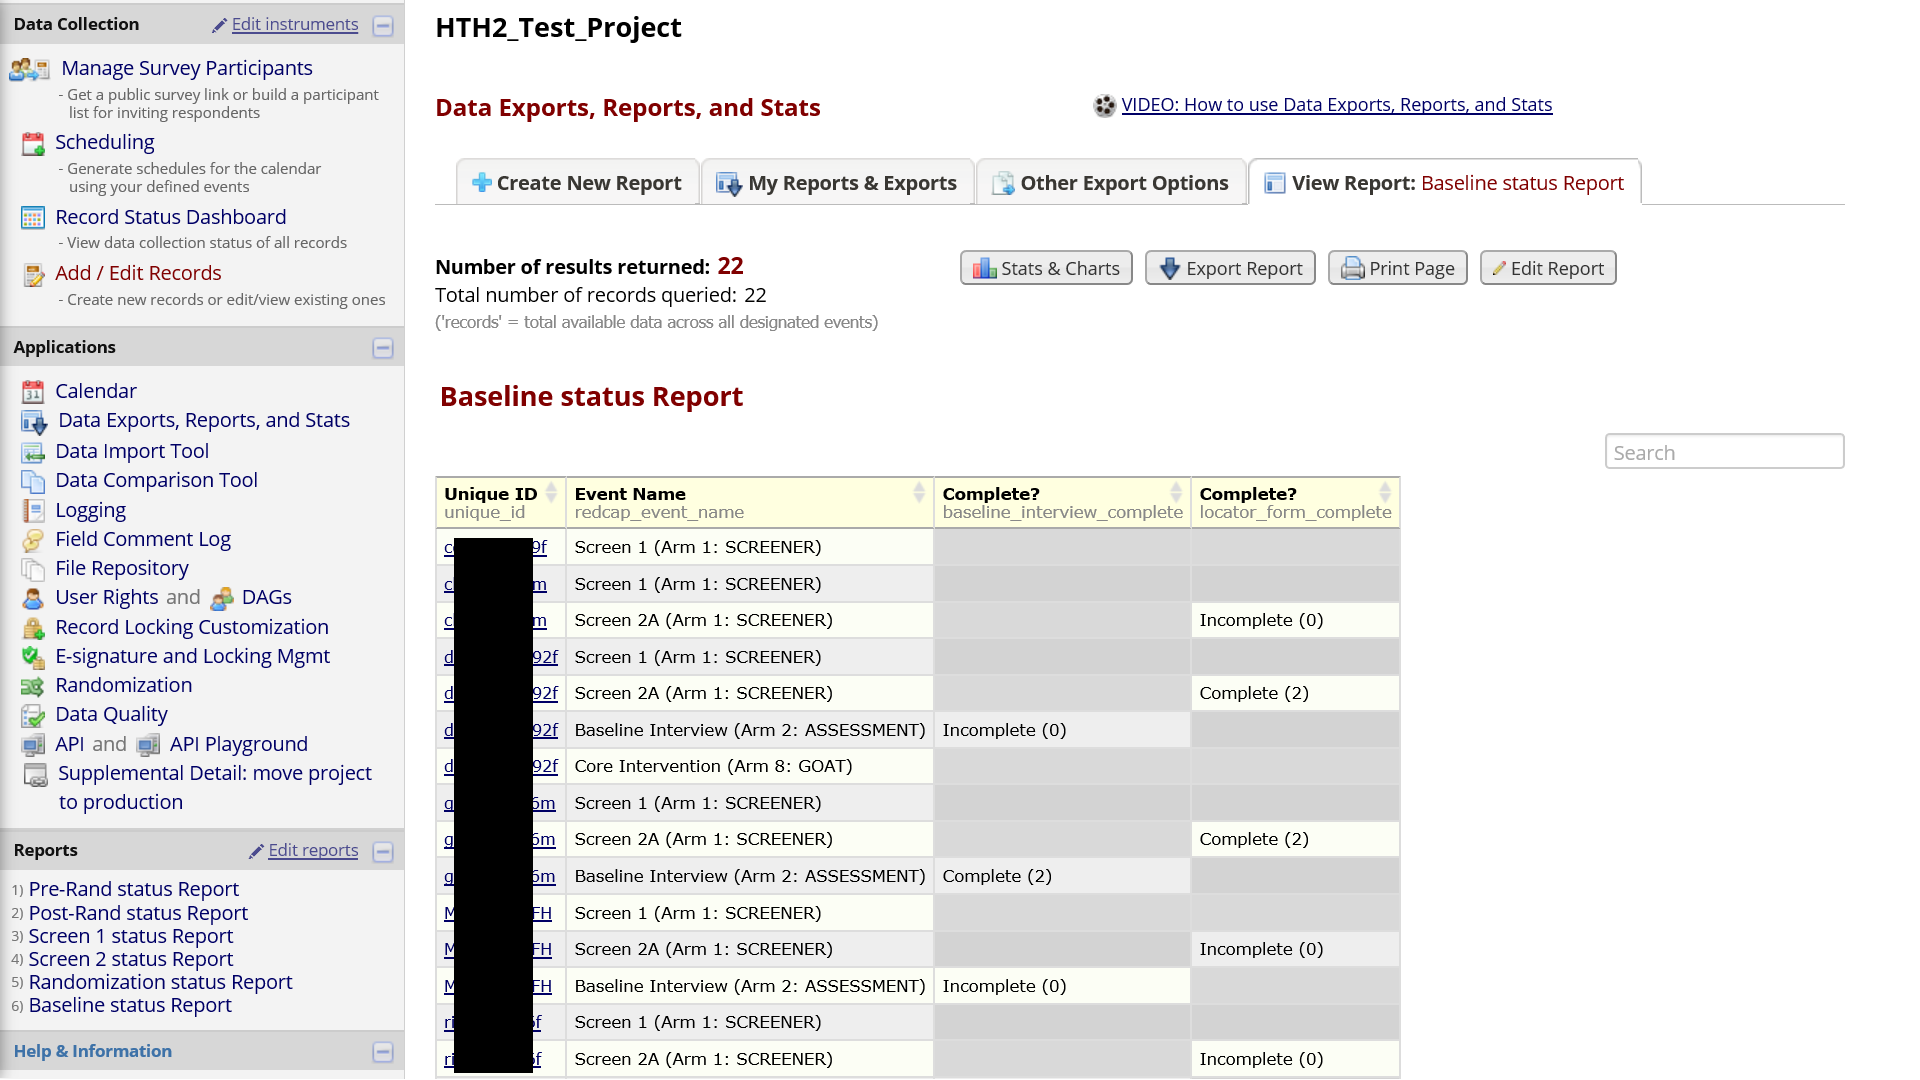 Data Collection
Edit instruments
Manage Survey Participants
- Get a public survey link or build a participant
list for inviting respondents
Scheduling
- Generate schedules for the calendar
using your defined events
Record Status Dashboard
- View data collection status of all records
Add / Edit Records
- Create new records or edit/view existing ones
Applications
31 Calendar
Data Exports, Reports, and Stats
Data Import Tool
Data Comparison Tool
Logging
Field Comment Log
File Repository
User Rights and DAGs
Record Locking Customization
E-signature and Locking Mgmt
Randomization
Data Quality
API and API Playground
Supplemental Detail: move project
to production
Reports
Edit reports
1) Pre-Rand status Report
2) Post-Rand status Report
3) Screen 1 status Report
4) Screen 2 status Report
5) Randomization status Report
6) Baseline status Report
Help & Information
HTH2_Test_Project
Data Exports, Reports, and Stats
VIDEO: How to use Data Exports, Reports, and Stats
Create New Report
My Reports & Exports
Other Export Options
View Report: Baseline status Report
Number of results returned: 22
Total number of records queried: 22
('records' = total available data across all designated events)
Stats & Charts
Export Report
Print Page
Edit Report
Baseline status Report
Search
Unique ID Event Name Complete? Complete?
unique_id redcap_event_name baseline_interview_complete locator_form_complete
9f Screen 1 (Arm 1: SCREENER)
m Screen 1 (Arm 1: SCREENER)
m Screen 2A (Arm 1: SCREENER) Incomplete (0)
d 92f Screen 1 (Arm 1: SCREENER)
d 92f Screen 2A (Arm 1: SCREENER) Complete (2)
d 92f Baseline Interview (Arm 2: ASSESSMENT) Incomplete (0)
d 92f Core Intervention (Arm 8: GOAT)
g 6m Screen 1 (Arm 1: SCREENER)
g 6m Screen 2A (Arm 1: SCREENER) Complete (2)
g 6m Baseline Interview (Arm 2: ASSESSMENT) Complete (2)
M FH Screen 1 (Arm 1: SCREENER)
M FH Screen 2A (Arm 1: SCREENER) Incomplete (0)
M FH Baseline Interview (Arm 2: ASSESSMENT) Incomplete (0)
ri f Screen 1 (Arm 1: SCREENER)
ri f Screen 2A (Arm 1: SCREENER) Incomplete (0)